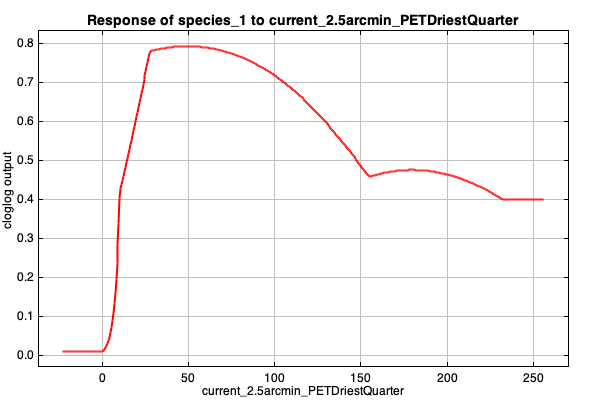 Response of species_1 to current_2.5arcmin_PETDriestQuarter
0.8
0.7
0.6
0.5
0.4
0.3
0.2
0.1
0.0
cloglog output
0 50 100 150 200 250
current_2.5arcmin_PETDriestQuarter